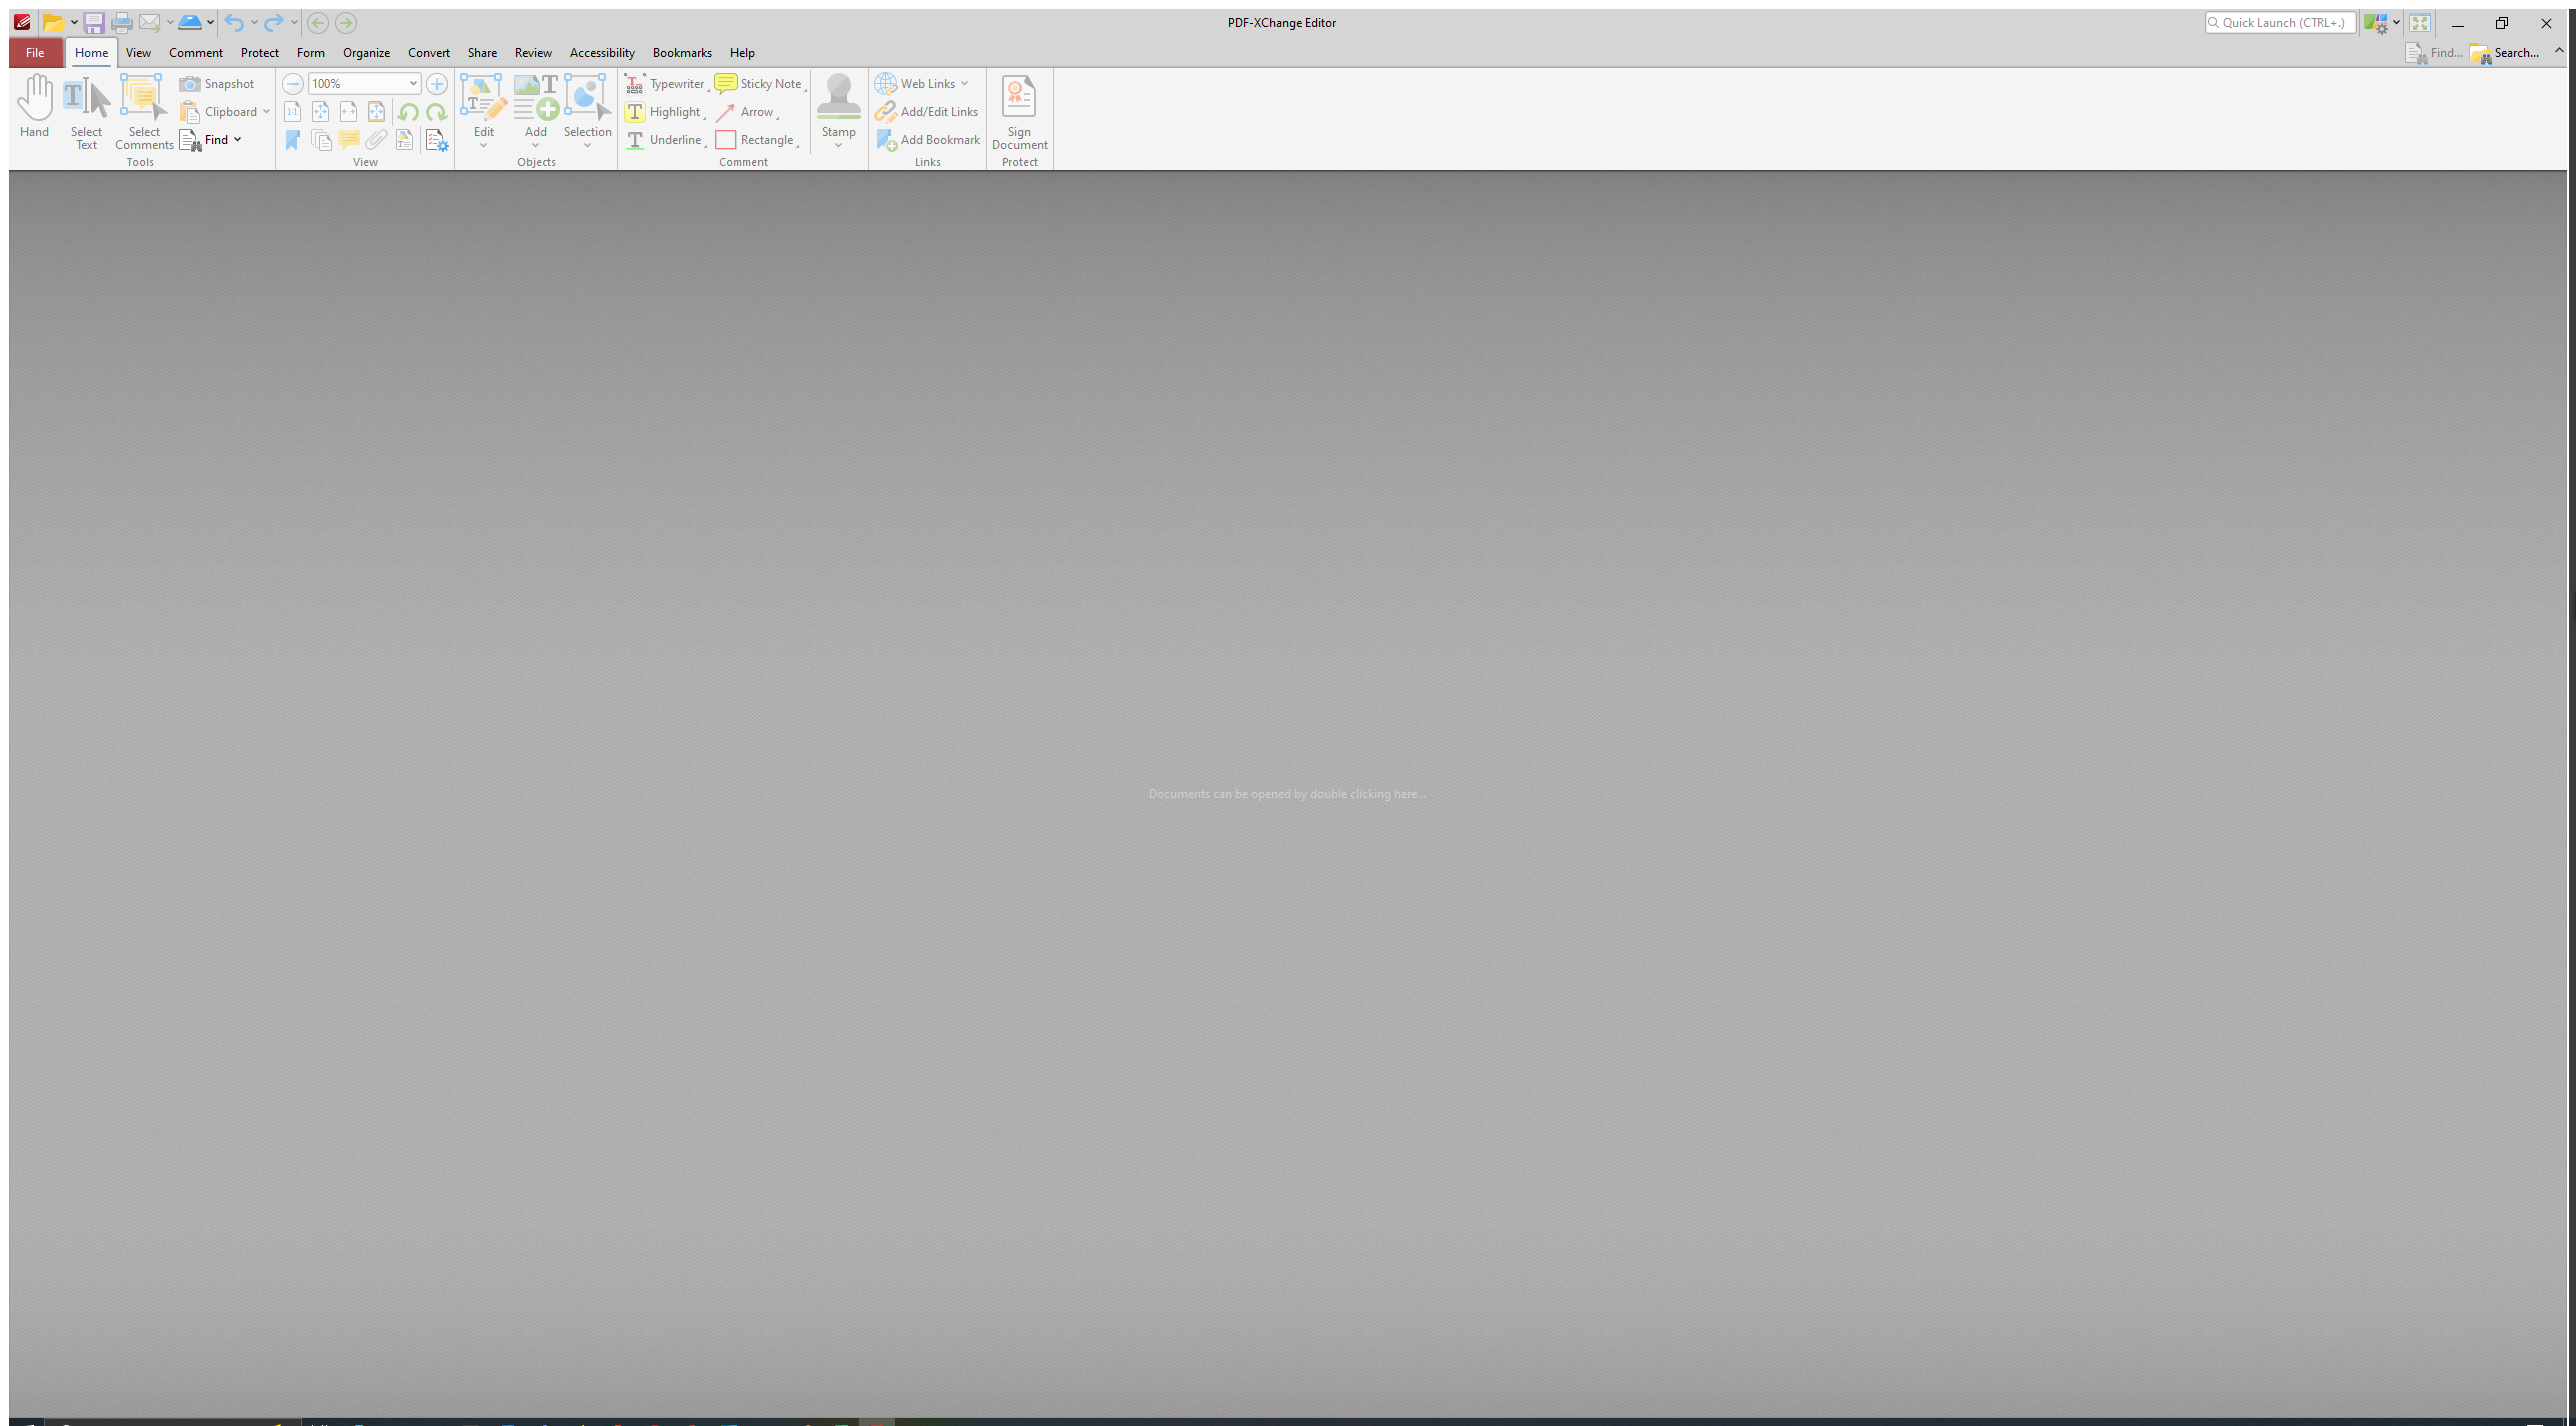 PDF-XChange Editor
Quick Launch (CTRL+.)
File Home View Comment Protect Form Organize Convert Share Review Accessibility Bookmarks Help
Find... Search...
Hand
Select Text
Select Comments
Snapshot
Clipboard
Find
Tools
100%
1:1
View
Edit
Add
Selection
Objects
Typewriter
Highlight
Underline
Sticky Note
Arrow
Rectangle
Stamp
Comment
Web Links
Add/Edit Links
Add Bookmark
Links
Sign Document
Protect
Documents can be opened by double clicking here...